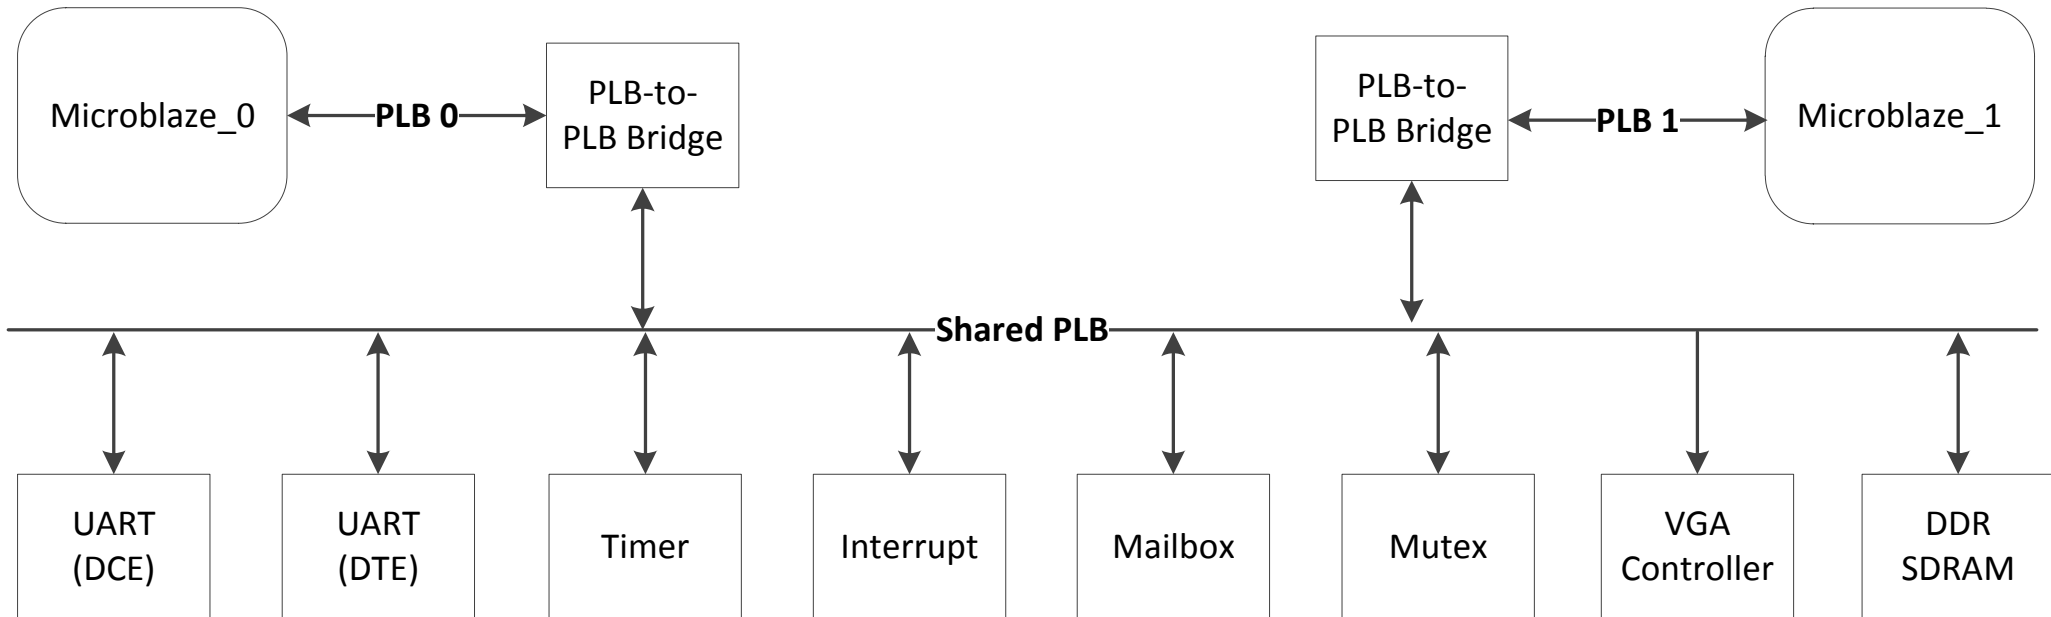 Microblaze_0
PLB 0
PLB-to-
PLB Bridge
PLB-to-
PLB Bridge
PLB 1
Microblaze_1
Shared PLB
UART
(DCE)
UART
(DTE)
Timer
Interrupt
Mailbox
Mutex
VGA
Controller
DDR
SDRAM